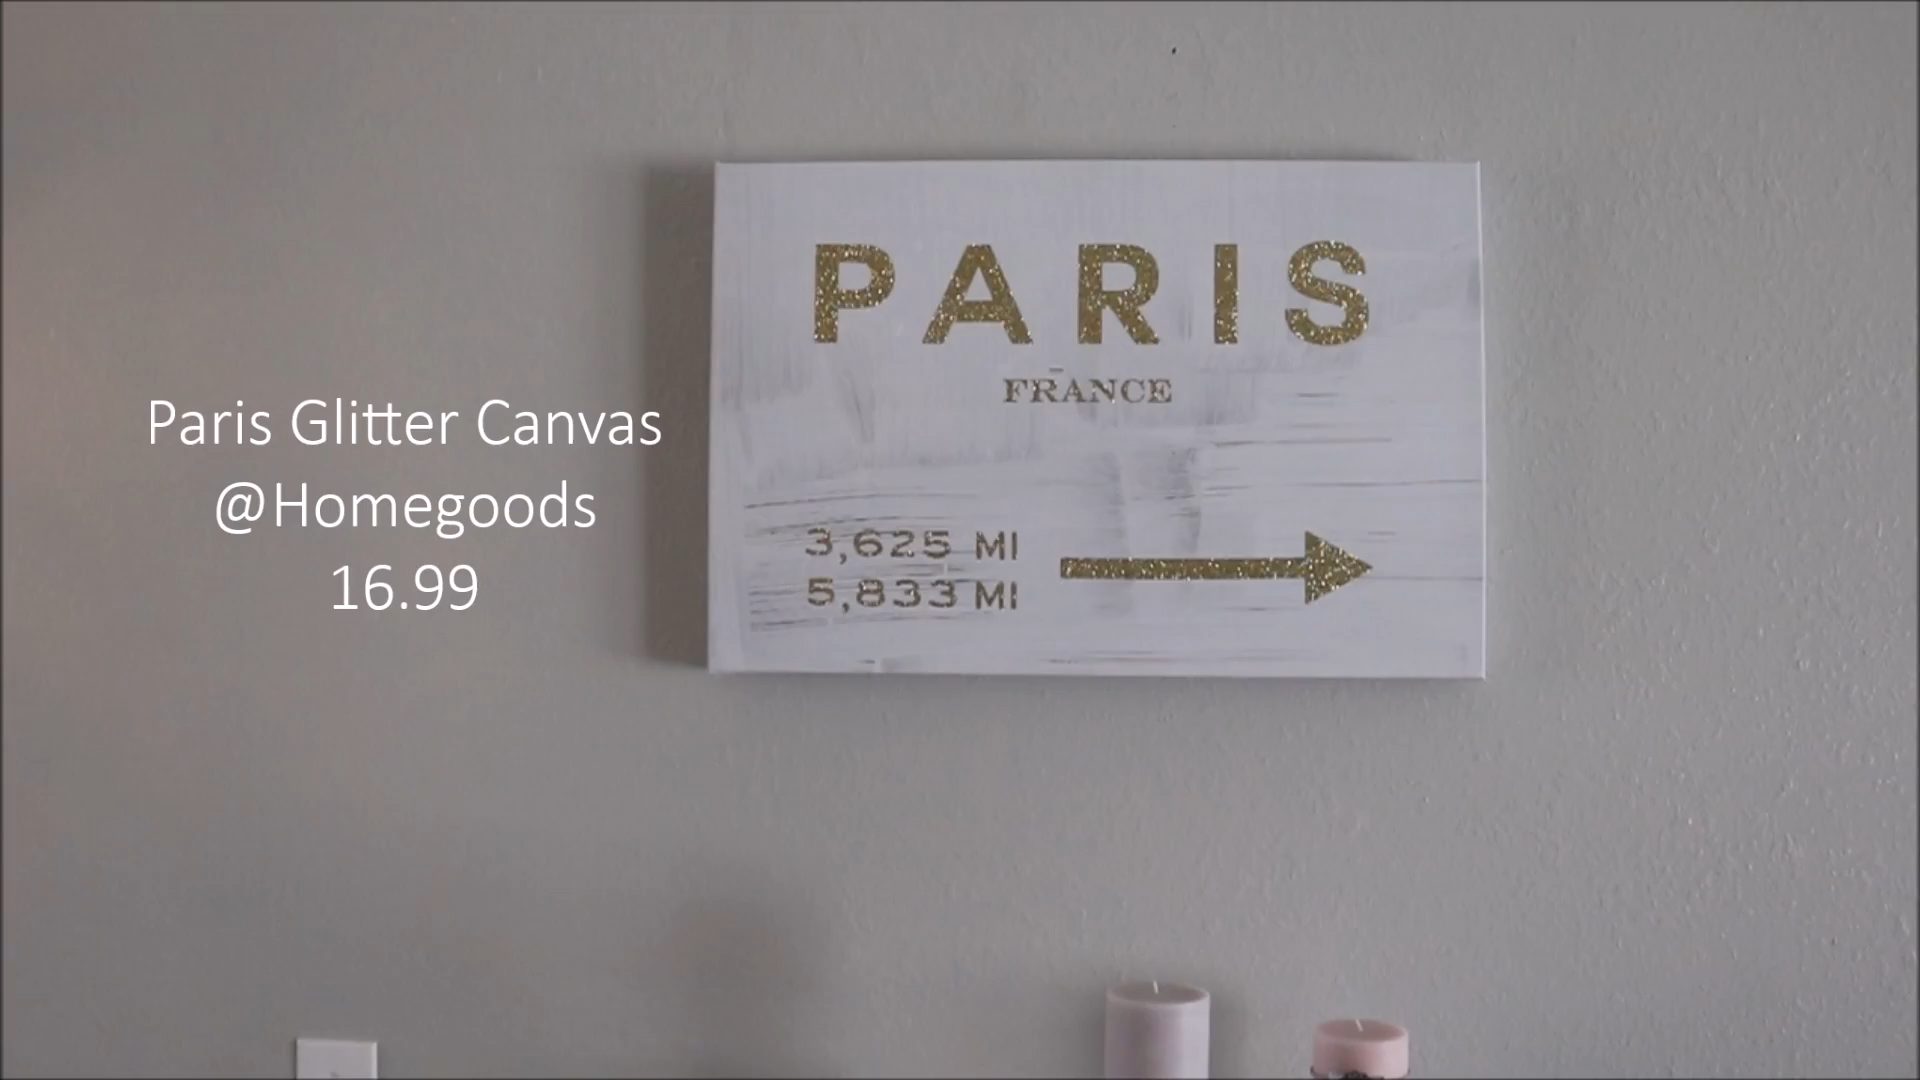 Paris Glitter Canvas
@Homegoods
16.99
PARIS
FRANCE
3,625 MI
5,833 MI